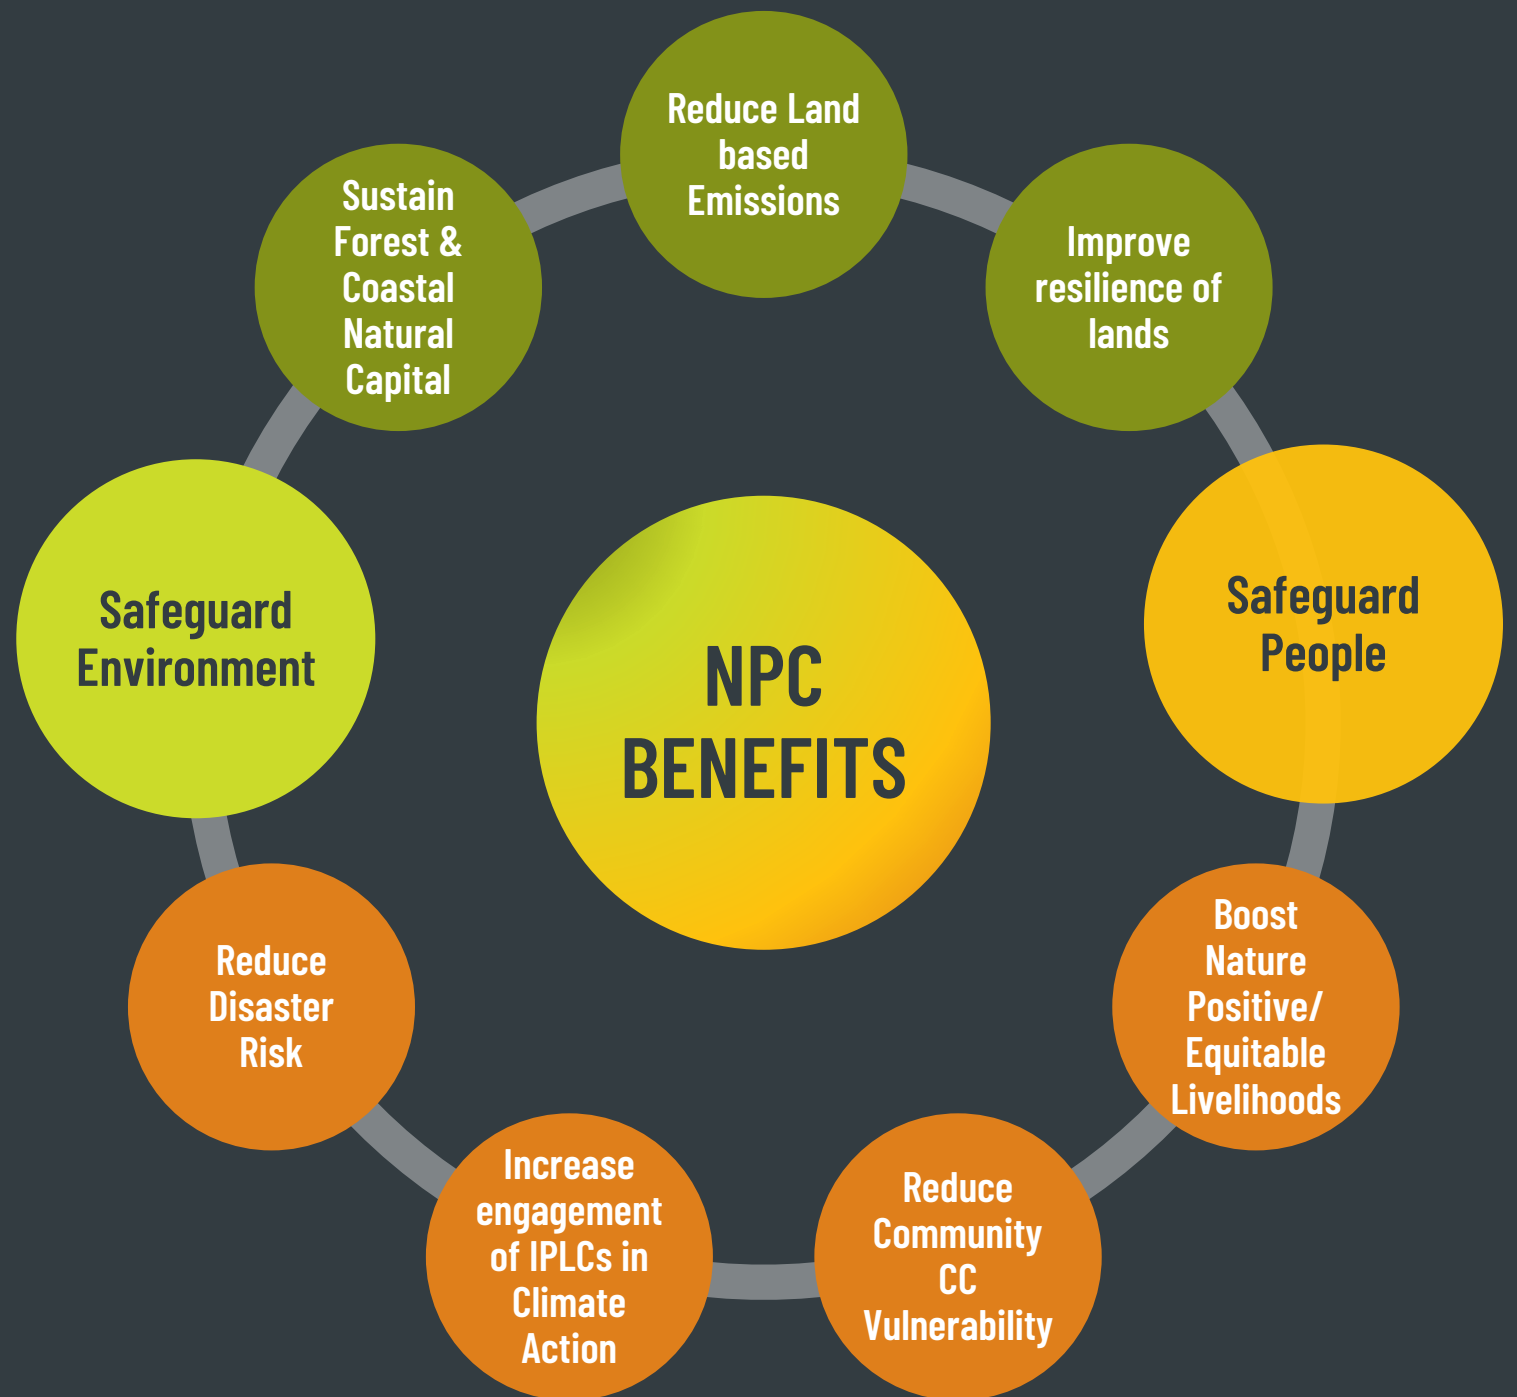 Reduce Land
based
Emissions
Sustain
Forest &
Coastal
Natural
Capital
Improve
resilience of
lands
Safeguard
Environment
NPC
BENEFITS
Safeguard
People
Reduce
Disaster
Risk
Boost
Nature
Positive/
Equitable
Livelihoods
Increase
engagement
of IPLCs in
Climate
Action
Reduce
Community
CC
Vulnerability